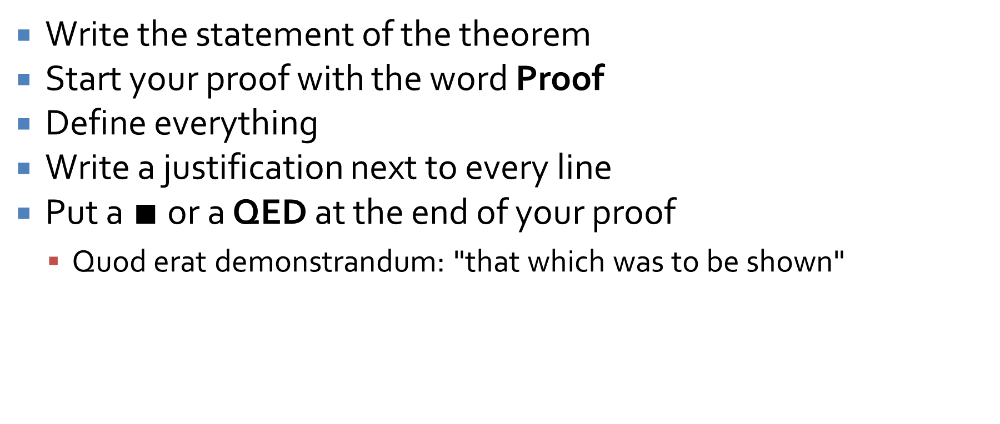 ▪ Write the statement of the theorem
▪ Start your proof with the word Proof
▪ Define everything
▪ Write a justification next to every line
▪ Put a ■ or a QED at the end of your proof
▪ Quod erat demonstrandum: "that which was to be shown"